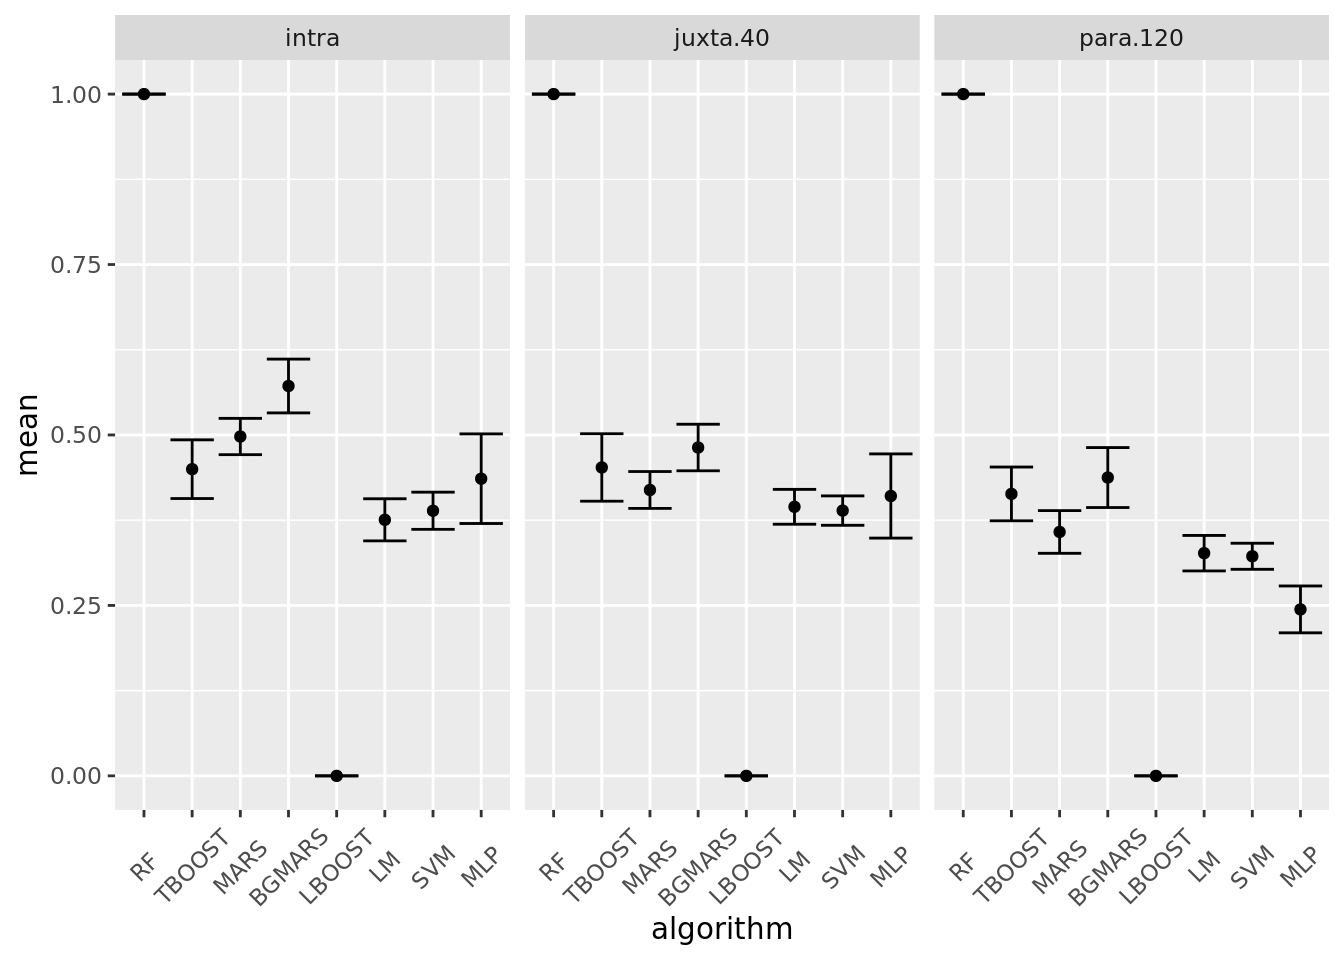 intra juxta.40 para.120
1.00
0.75
0.50
0.25
0.00
mean
RF TBOOST MARS BGMARS LBOOST LM SVM MLP RF TBOOST MARS BGMARS LBOOST LM SVM MLP RF TBOOST MARS BGMARS LBOOST LM SVM MLP
algorithm